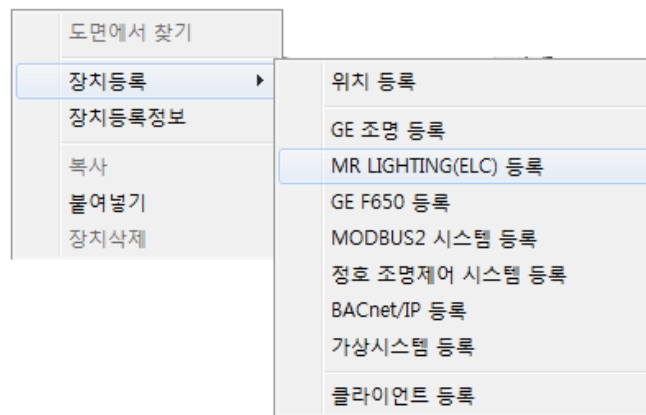 도면에서 찾기
장치등록
장치등록정보
복사
붙여넣기
장치삭제
위치 등록
GE 조명 등록
MR LIGHTING(ELC) 등록
GE F650 등록
MODBUS2 시스템 등록
정호 조명제어 시스템 등록
BACnet/IP 등록
가상시스템 등록
클라이언트 등록